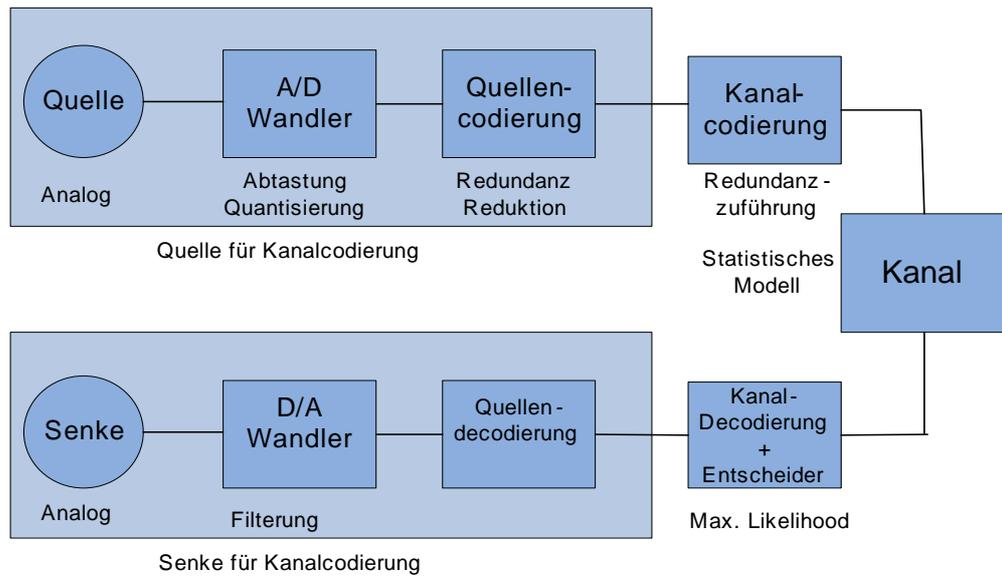 Quelle
A/D
Wandler
Quellen-
codierung
Kanal-
codierung
Analog
Abtastung
Quantisierung
Redundanz
Reduktion
Redundanz -
zuführung
Quelle für Kanalcodierung
Statistisches
Modell
Kanal
Senke
D/A
Wandler
Quellen -
decodierung
Kanal-
Decodierung
+
Entscheider
Analog
Filterung
Max. Likelihood
Senke für Kanalcodierung